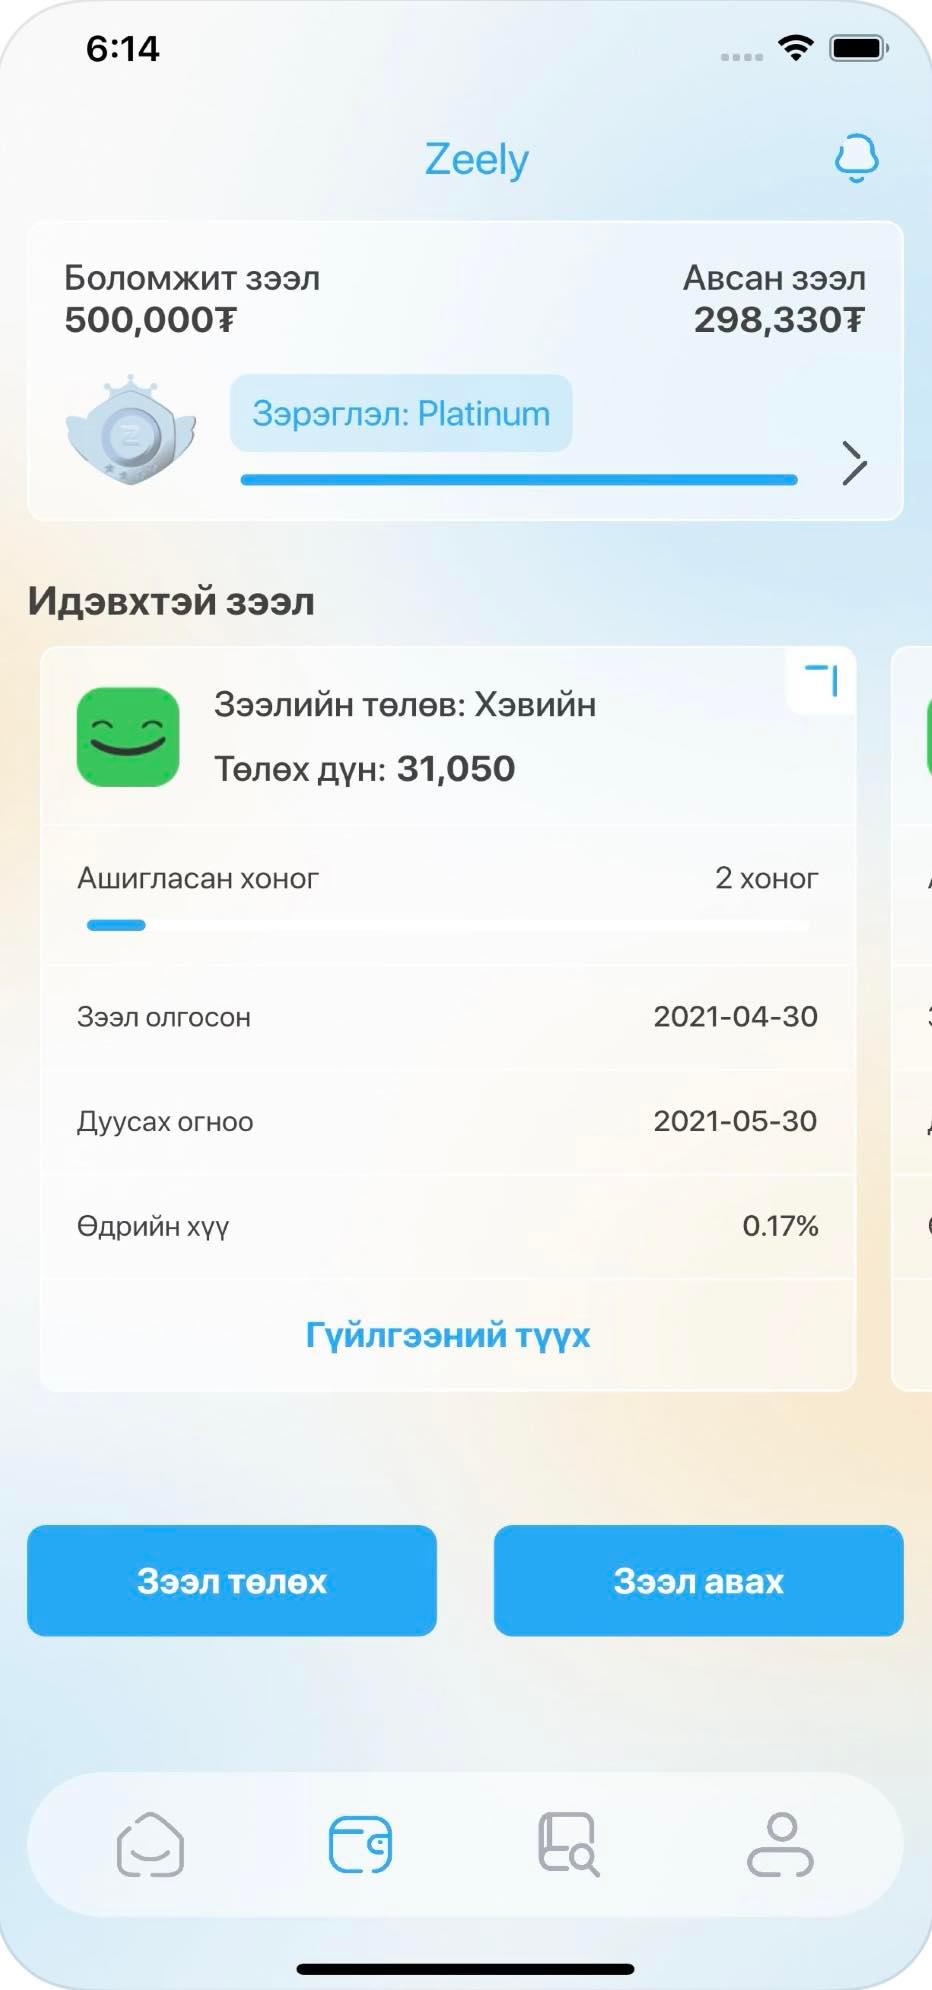 6:14
Zeely
Боломжит зээл
500,000₮
Авсан зээл
298,330₮
Зэрэглэл: Platinum
Идэвхтэй зээл
Зээлийн төлөв: Хэвийн
Төлөх дүн: 31,050
Ашигласан хоног 2 хоног
Зээл олгосон 2021-04-30
Дуусах огноо 2021-05-30
Өдрийн хүү 0.17%
Гүйлгээний түүх
Зээл төлөх
Зээл авах